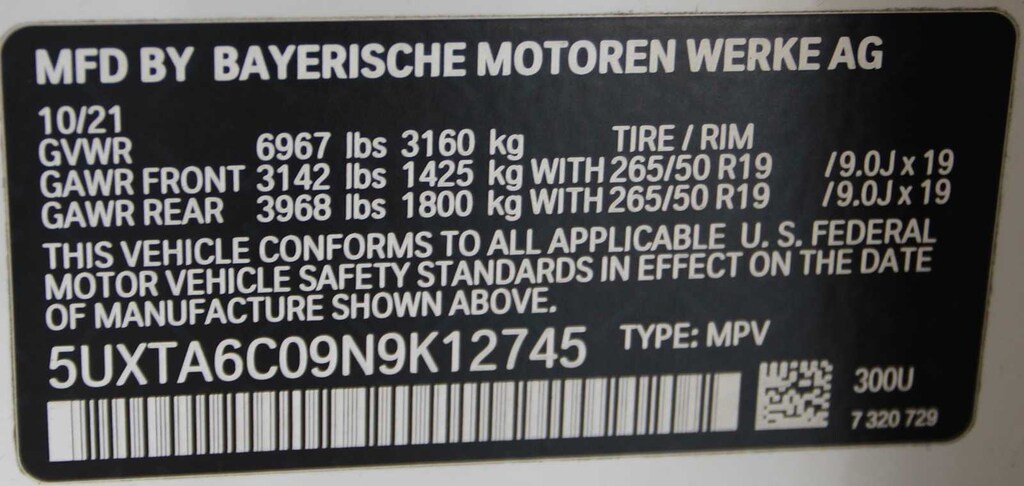 MFD BY BAYERISCHE MOTOREN WERKE AG
10/21
GVWR 6967 lbs 3160 kg TIRE / RIM
GAWR FRONT 3142 lbs 1425 kg WITH 265/50 R19 /9.0J x 19
GAWR REAR 3968 lbs 1800 kg WITH 265/50 R19 /9.0J x 19
THIS VEHICLE CONFORMS TO ALL APPLICABLE U. S. FEDERAL
MOTOR VEHICLE SAFETY STANDARDS IN EFFECT ON THE DATE
OF MANUFACTURE SHOWN ABOVE.
5UXTA6C09N9K12745 TYPE: MPV
300U
7 320 729